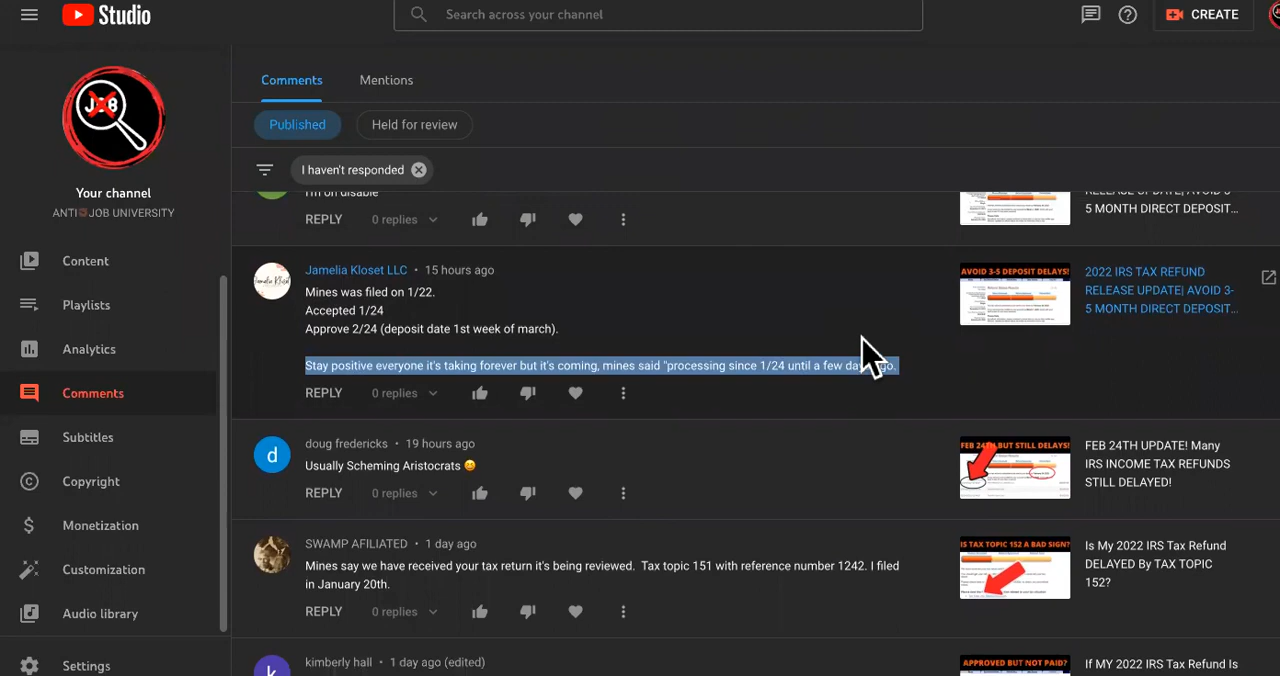 Studio
Search across your channel
CREATE
JOB
Your channel
ANTI JOB UNIVERSITY
Content
Playlists
Analytics
Comments
Subtitles
Copyright
Monetization
Customization
Audio library
Settings
Comments
Mentions
Published
Held for review
I haven't responded
I'm on disable
REPLY
0 replies
RELEASE UPDATE| AVOID 3-
5 MONTH DIRECT DEPOSIT...
Jamelia Kloset LLC • 15 hours ago
Mines was filed on 1/22.
Accepted 1/24
Approve 2/24 (deposit date 1st week of march).
Stay positive everyone it's taking forever but it's coming, mines said "processing since 1/24 until a few go.
REPLY
0 replies
AVOID 3-5 DEPOSIT DELAYS!
2022 IRS TAX REFUND
RELEASE UPDATE| AVOID 3-
5 MONTH DIRECT DEPOSIT...
d
doug fredericks • 19 hours ago
Usually Scheming Aristocrats 😆
REPLY
0 replies
FEB 24TH BUT STILL DELAYS!
FEB 24TH UPDATE! Many
IRS INCOME TAX REFUNDS
STILL DELAYED!
SWAMP AFILIATED • 1 day ago
Mines say we have received your tax return it's being reviewed. Tax topic 151 with reference number 1242. I filed
in January 20th.
REPLY
0 replies
IS TAX TOPIC 152 A BAD SIGN?
Is My 2022 IRS Tax Refund
DELAYED By TAX TOPIC
152?
k
kimberly hall • 1 day ago (edited)
APPROVED BUT NOT PAID?
If MY 2022 IRS Tax Refund Is